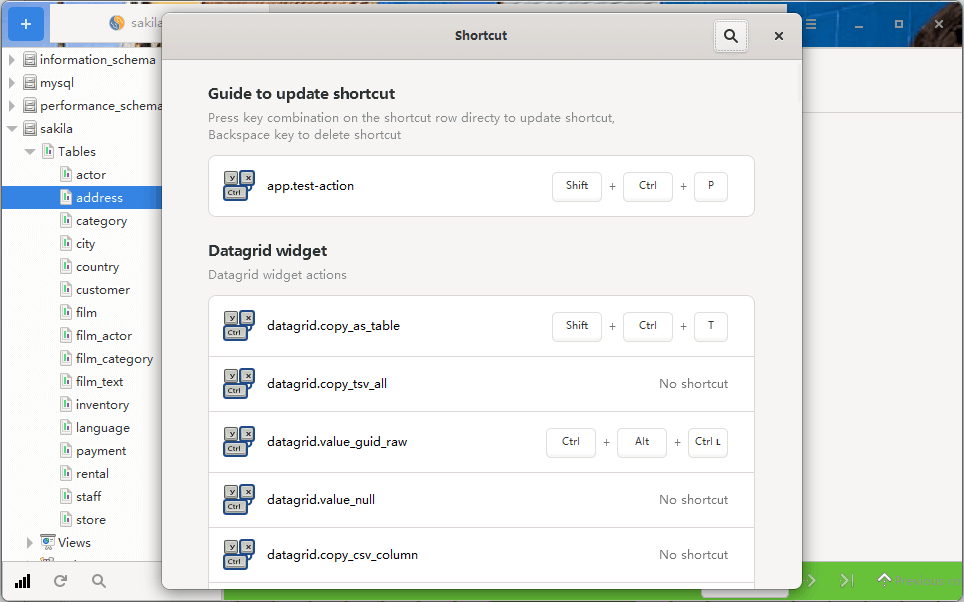 +
sakila
Shortcut
information_schema
mysql
performance_schema
sakila
Tables
actor
address
category
city
country
customer
film
film_actor
film_category
film_text
inventory
language
payment
rental
staff
store
Views
Guide to update shortcut
Press key combination on the shortcut row directy to update shortcut,
Backspace key to delete shortcut
app.test-action Shift + Ctrl + P
Datagrid widget
Datagrid widget actions
datagrid.copy_as_table Shift + Ctrl + T
datagrid.copy_tsv_all No shortcut
datagrid.value_guid_raw Ctrl + Alt + Ctrl L
datagrid.value_null No shortcut
datagrid.copy_csv_column No shortcut